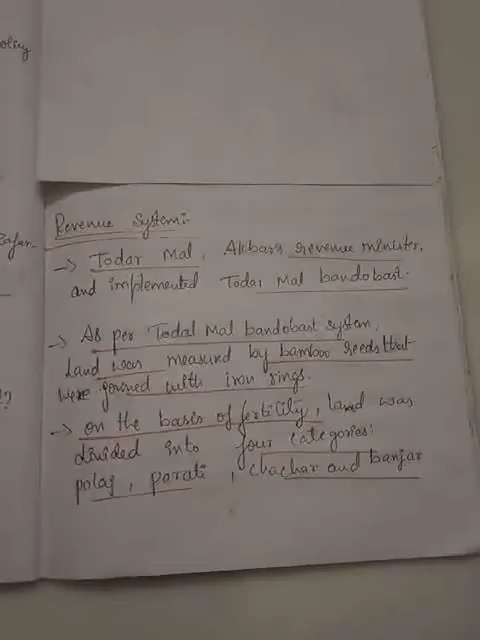 olicy
Revenue System:-
→ Todar Mal, Akbar's revenue minister,
and implemented Todar Mal bandobast.
→ As per Todal Mal bandobast system,
Land was measured by bamboo reeds that
were joined with iron rings.
→ on the basis of fertility, land was
divided into four categories:
polaj, parati, chachar and banjar